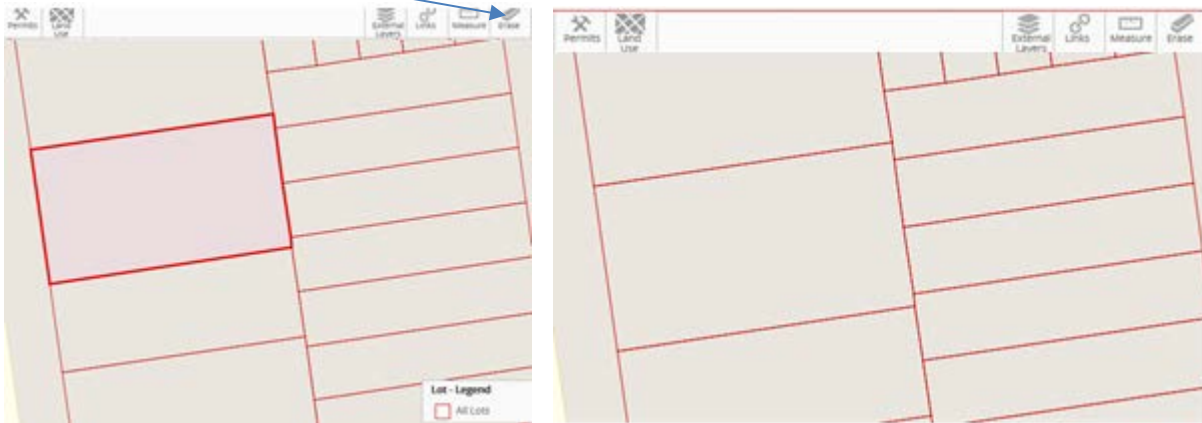 Permits Land Use External Layers Links Measure Erase
Lot - Legend
All Lots
Permits Land Use External Layers Links Measure Erase